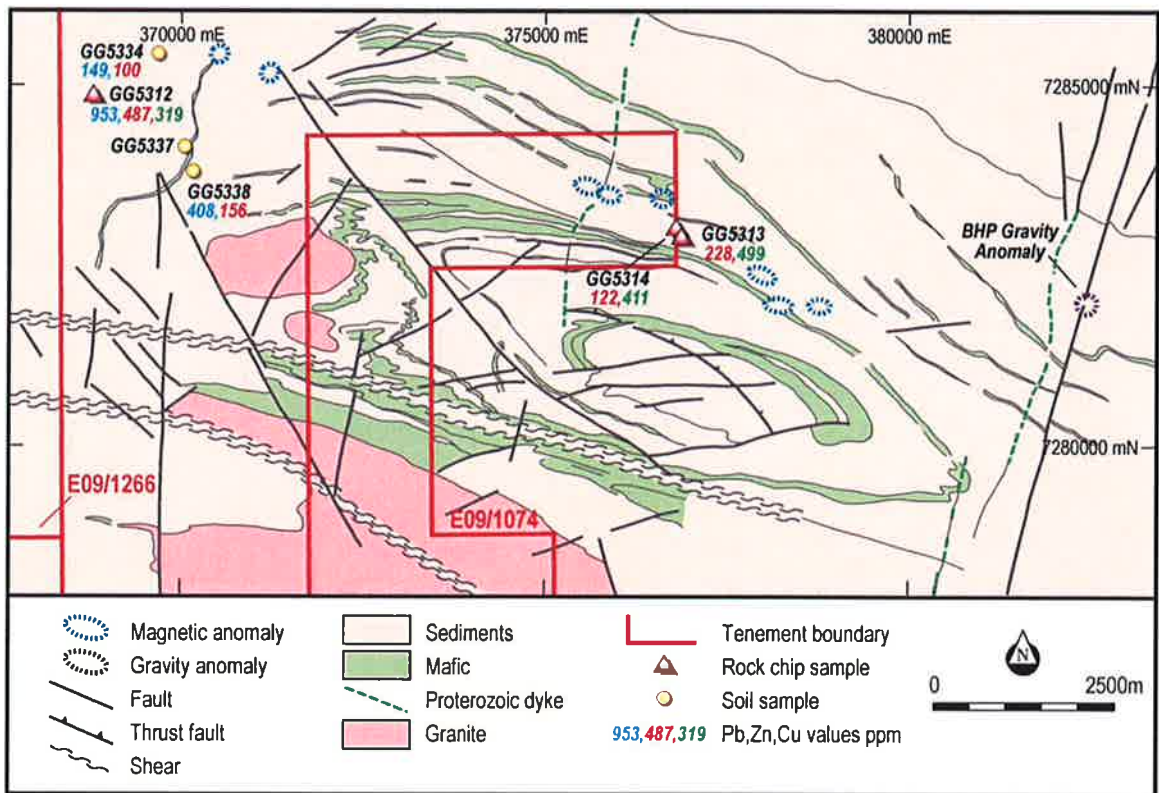 370000 mE
375000 mE
380000 mE
GG5334
149,100
GG5312
953,487,319
7285000 mN
GG5337
GG5338
408,156
GG5313
228,499
BHP Gravity
Anomaly
GG5314
122,411
7280000 mN
E09/1266
E09/1074
Magnetic anomaly
Gravity anomaly
Fault
Thrust fault
Shear
Sediments
Mafic
Proterozoic dyke
Granite
Tenement boundary
Rock chip sample
Soil sample
953,487,319 Pb,Zn,Cu values ppm
N
0 2500m